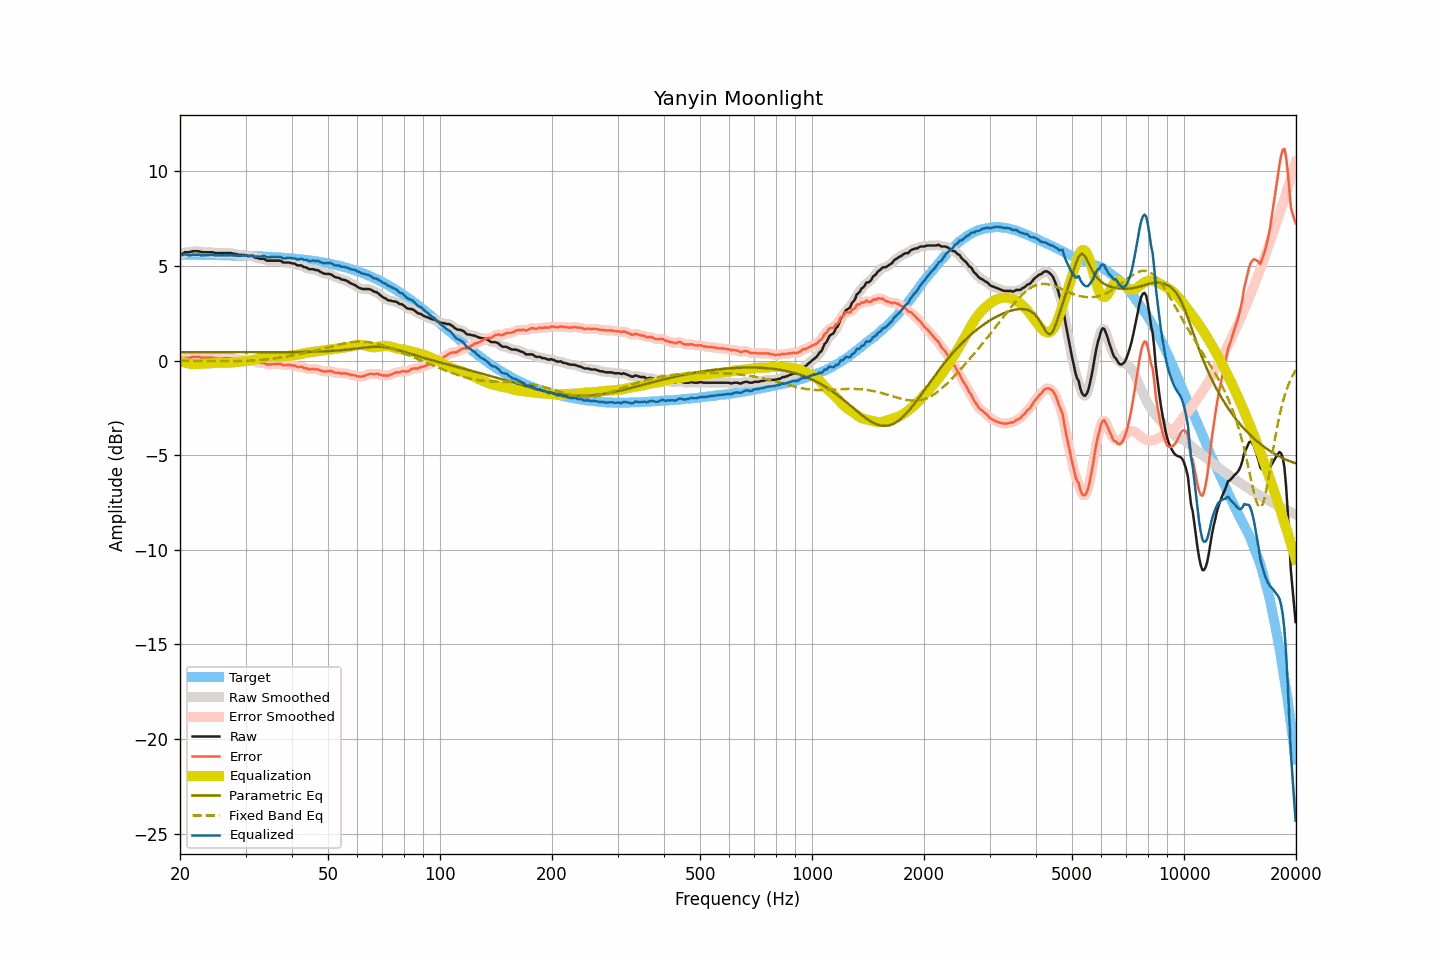 Yanyin Moonlight
10
5
0
−5
−10
−15
−20
−25
Amplitude (dBr)
Target
Raw Smoothed
Error Smoothed
Raw
Error
Equalization
Parametric Eq
Fixed Band Eq
Equalized
20 50 100 200 500 1000 2000 5000 10000 20000
Frequency (Hz)